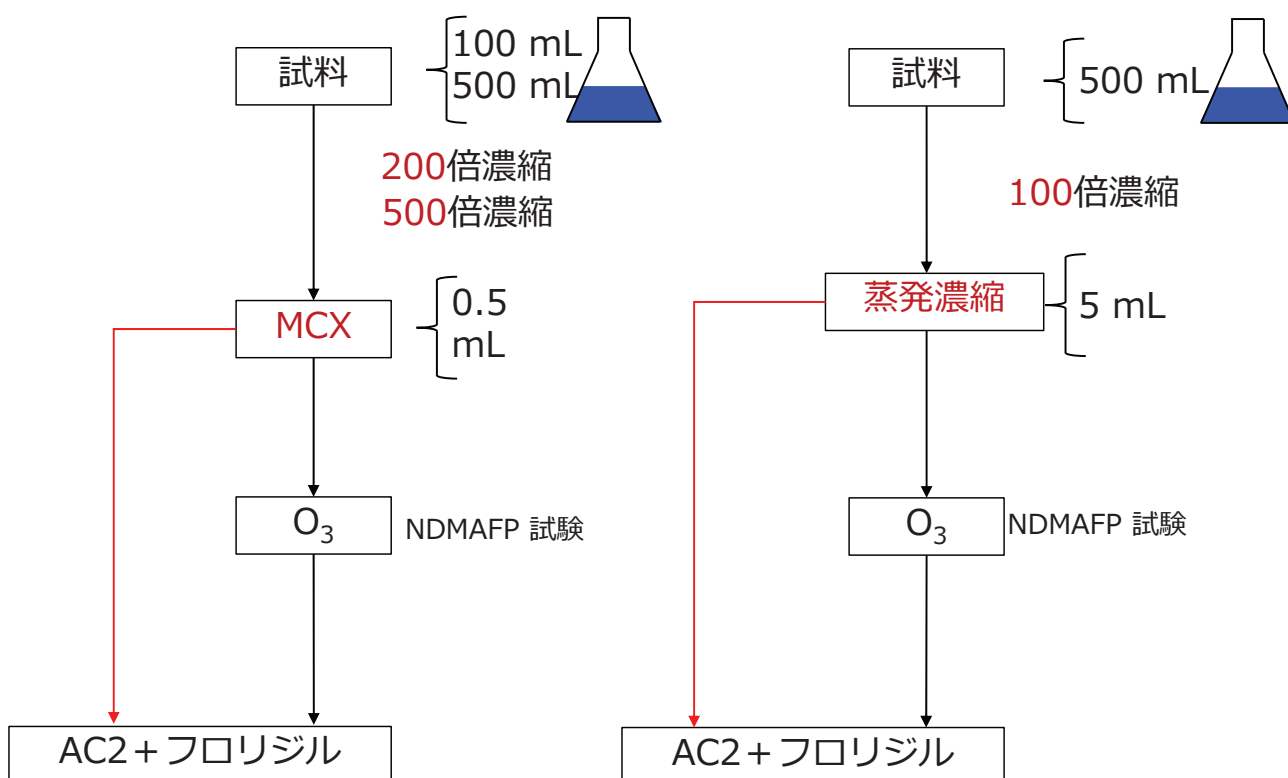 試料
100 mL
500 mL
200倍濃縮
500倍濃縮
MCX
0.5
mL
O₃
NDMAFP 試験
AC2+フロリジル
試料
500 mL
100倍濃縮
蒸発濃縮
5 mL
O₃
NDMAFP 試験
AC2+フロリジル